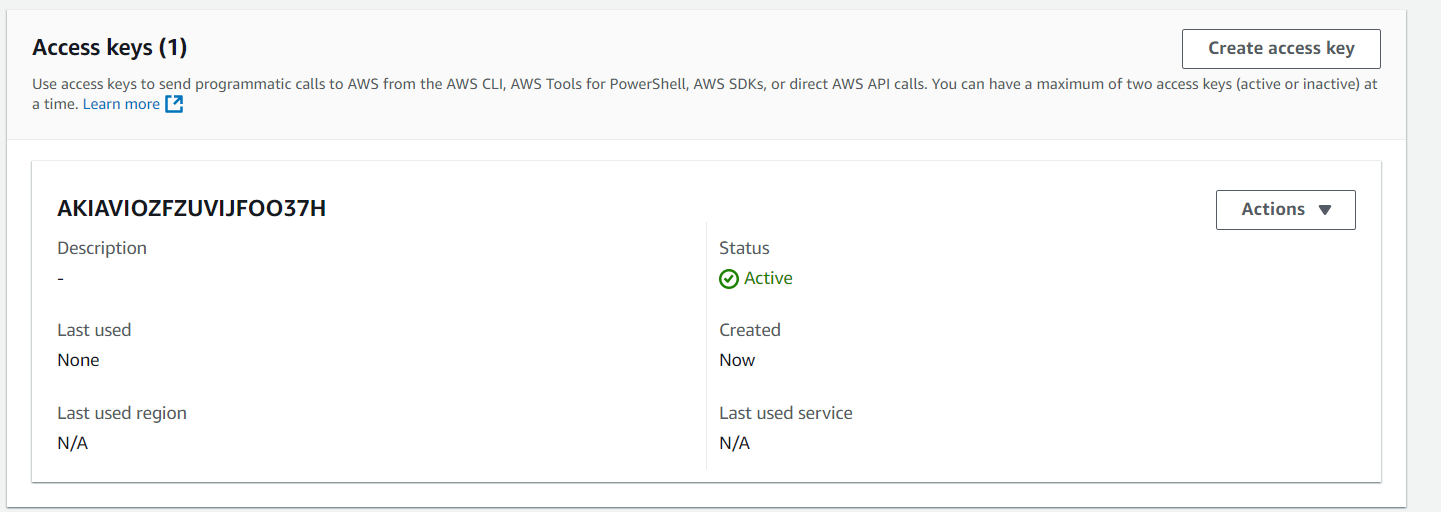 Access keys (1)
Create access key
Use access keys to send programmatic calls to AWS from the AWS CLI, AWS Tools for PowerShell, AWS SDKs, or direct AWS API calls. You can have a maximum of two access keys (active or inactive) at
a time. Learn more
AKIAVIOZFZUVIJFOO37H
Actions
Description
-
Status
Active
Last used
None
Created
Now
Last used region
N/A
Last used service
N/A